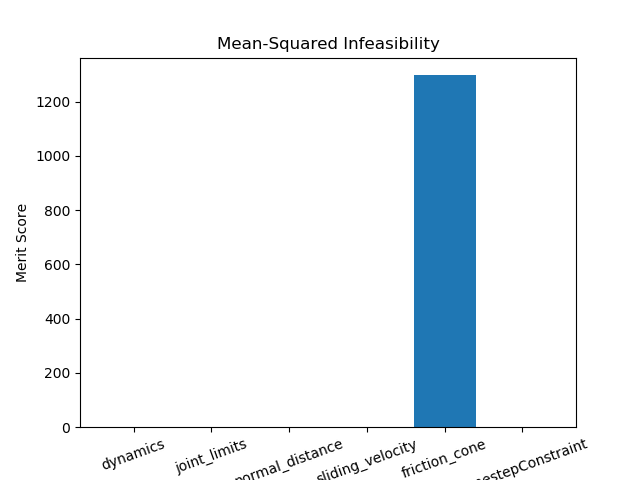 Mean-Squared Infeasibility
Merit Score
1200
1000
800
600
400
200
0
dynamics
joint_limits
normal_distance
sliding_velocity
friction_cone
estepConstraint